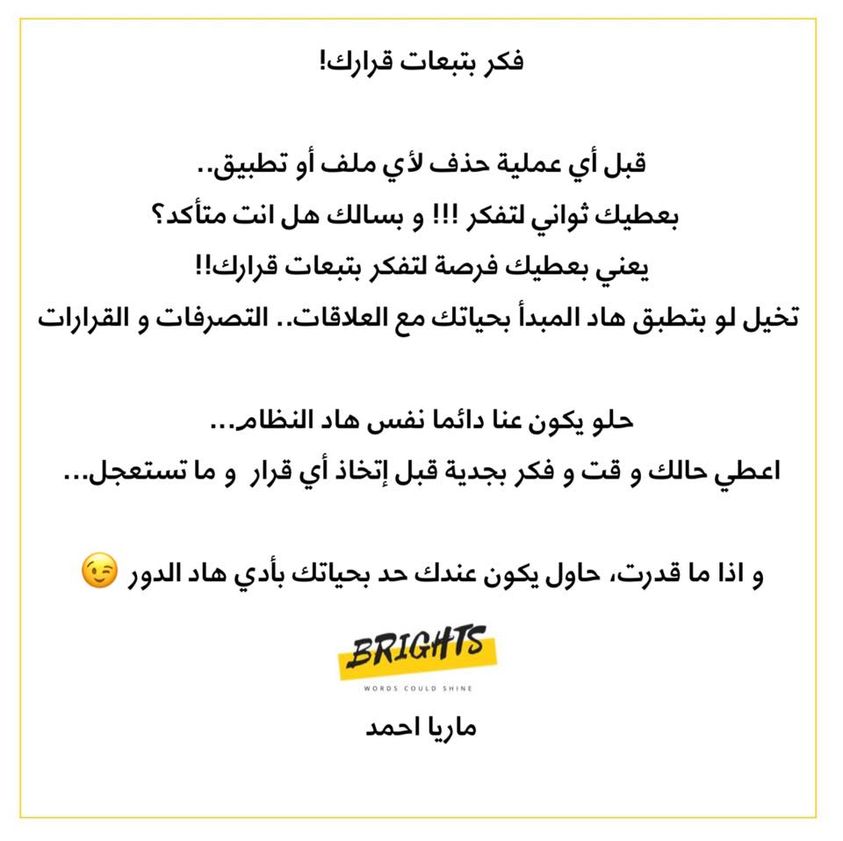 فكر بتبعات قرارك!
قبل أي عملية حذف لأي ملف أو تطبيق..
بعطيك ثواني لتفكر !!! و بسالك هل انت متأكد؟
يعني بعطيك فرصة لتفكر بتبعات قرارك!!
تخيل لو بتطبق هاد المبدأ بحياتك مع العلاقات.. التصرفات و القرارات
حلو يكون عنا دائما نفس هاد النظام...
اعطي حالك و قت و فكر بجدية قبل إتخاذ أي قرار و ما تستعجل...
و اذا ما قدرت، حاول يكون عندك حد بحياتك بأدي هاد الدور 😉
BRIGHTS
WORDS COULD SHINE
ماريا احمد